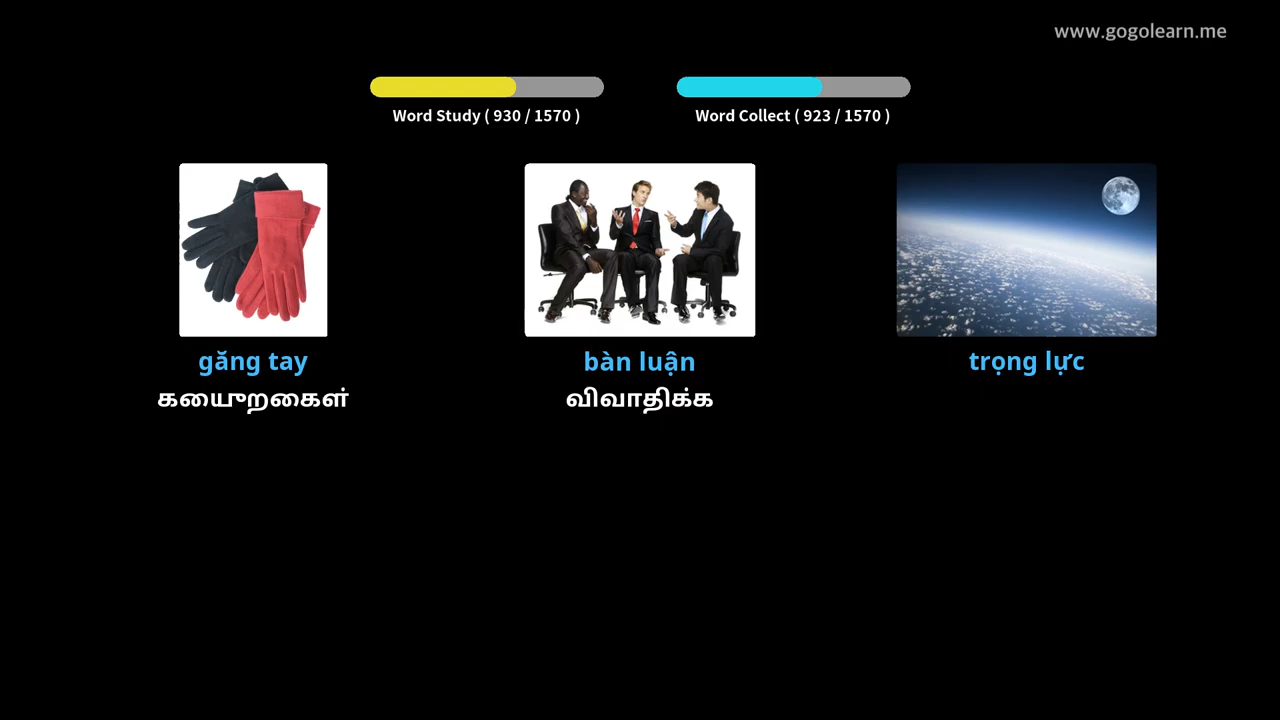 www.gogolearn.me
Word Study ( 930 / 1570 )
Word Collect ( 923 / 1570 )
găng tay
கையுறைகள்
bàn luận
விவாதிக்க
trọng lực